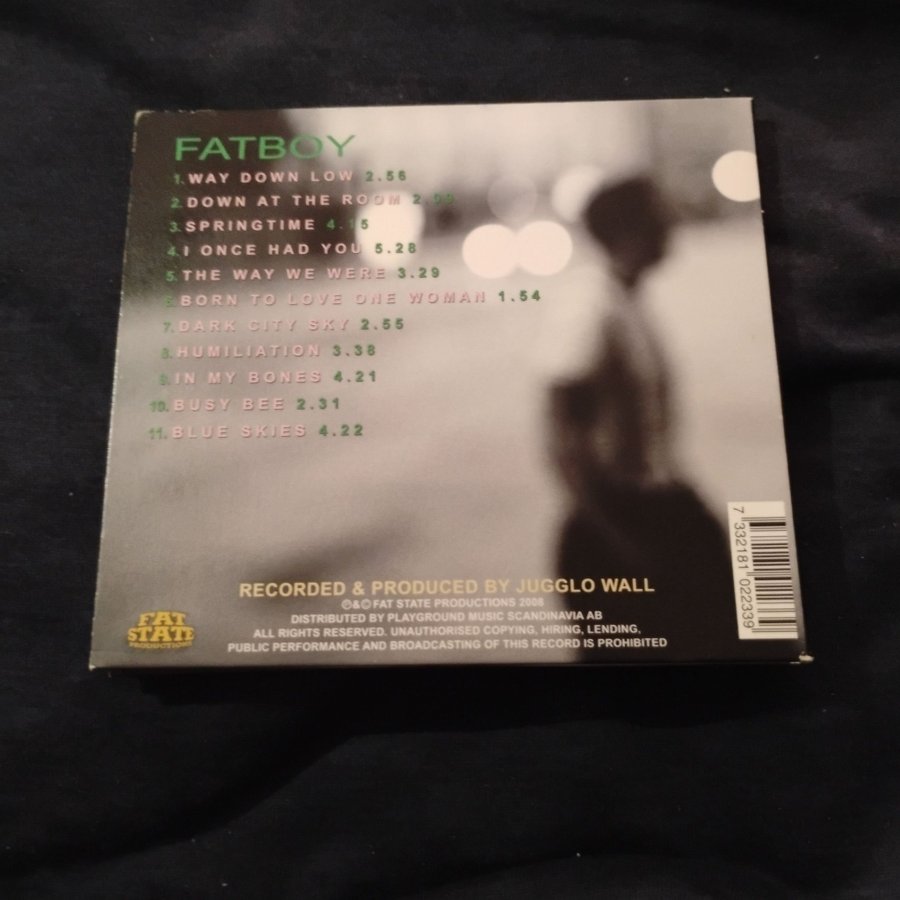 FATBOY
1. WAY DOWN LOW 2.56
2. DOWN AT THE ROOM
3. SPRINGTIME 4.15
4. I ONCE HAD YOU 5.28
5. THE WAY WE WERE 3.29
6. BORN TO LOVE ONE WOMAN 1.54
7. DARK CITY SKY 2.55
8. HUMILIATION 3.38
9. IN MY BONES 4.21
10. BUSY BEE 2.31
11. BLUE SKIES 4.22
RECORDED & PRODUCED BY JUGGLO WALL
℗&© FAT STATE PRODUCTIONS 2008
DISTRIBUTED BY PLAYGROUND MUSIC SCANDINAVIA AB
ALL RIGHTS RESERVED. UNAUTHORISED COPYING, HIRING, LENDING,
PUBLIC PERFORMANCE AND BROADCASTING OF THIS RECORD IS PROHIBITED
FAT
STATE
PRODUCTIONS
7 332181 022339